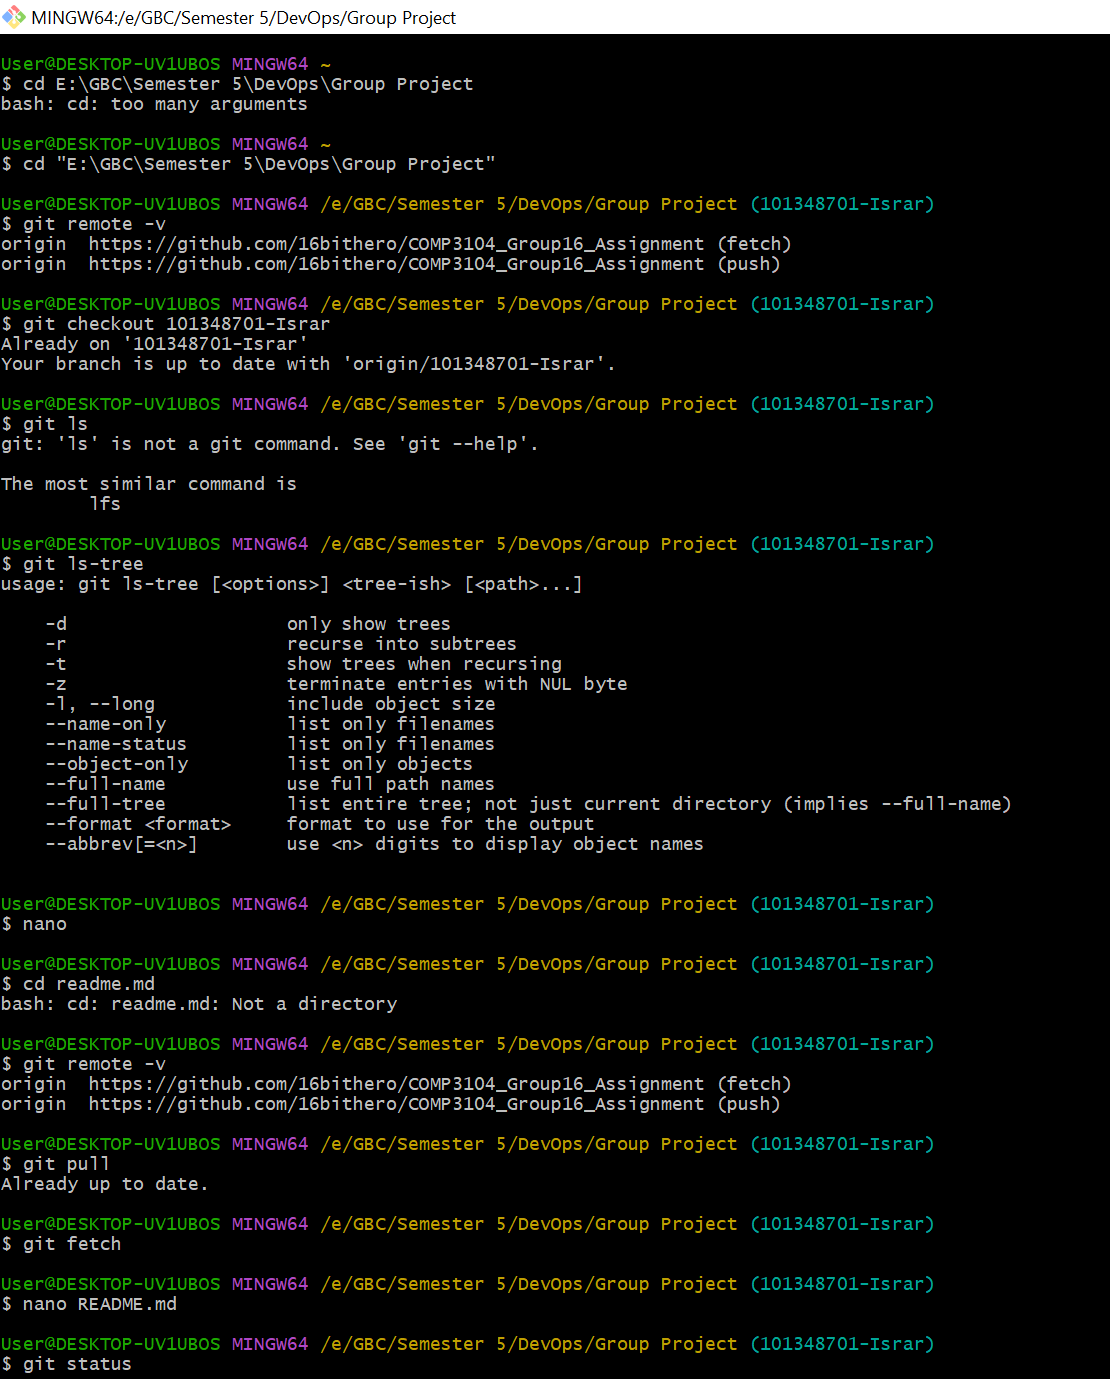 MINGW64:/e/GBC/Semester 5/DevOps/Group Project
User@DESKTOP-UV1UBOS MINGW64 ~
$ cd E:\GBC\Semester 5\DevOps\Group Project
bash: cd: too many arguments
User@DESKTOP-UV1UBOS MINGW64 ~
$ cd "E:\GBC\Semester 5\DevOps\Group Project"
User@DESKTOP-UV1UBOS MINGW64 /e/GBC/Semester 5/DevOps/Group Project (101348701-Israr)
$ git remote -v
origin  https://github.com/16bithero/COMP3104_Group16_Assignment (fetch)
origin  https://github.com/16bithero/COMP3104_Group16_Assignment (push)
User@DESKTOP-UV1UBOS MINGW64 /e/GBC/Semester 5/DevOps/Group Project (101348701-Israr)
$ git checkout 101348701-Israr
Already on '101348701-Israr'
Your branch is up to date with 'origin/101348701-Israr'.
User@DESKTOP-UV1UBOS MINGW64 /e/GBC/Semester 5/DevOps/Group Project (101348701-Israr)
$ git ls
git: 'ls' is not a git command. See 'git --help'.
The most similar command is
        lfs
User@DESKTOP-UV1UBOS MINGW64 /e/GBC/Semester 5/DevOps/Group Project (101348701-Israr)
$ git ls-tree
usage: git ls-tree [<options>] <tree-ish> [<path>...]
    -d                    only show trees
    -r                    recurse into subtrees
    -t                    show trees when recursing
    -z                    terminate entries with NUL byte
    -l, --long            include object size
    --name-only           list only filenames
    --name-status         list only filenames
    --object-only         list only objects
    --full-name           use full path names
    --full-tree           list entire tree; not just current directory (implies --full-name)
    --format <format>     format to use for the output
    --abbrev[=<n>]        use <n> digits to display object names
User@DESKTOP-UV1UBOS MINGW64 /e/GBC/Semester 5/DevOps/Group Project (101348701-Israr)
$ nano
User@DESKTOP-UV1UBOS MINGW64 /e/GBC/Semester 5/DevOps/Group Project (101348701-Israr)
$ cd readme.md
bash: cd: readme.md: Not a directory
User@DESKTOP-UV1UBOS MINGW64 /e/GBC/Semester 5/DevOps/Group Project (101348701-Israr)
$ git remote -v
origin  https://github.com/16bithero/COMP3104_Group16_Assignment (fetch)
origin  https://github.com/16bithero/COMP3104_Group16_Assignment (push)
User@DESKTOP-UV1UBOS MINGW64 /e/GBC/Semester 5/DevOps/Group Project (101348701-Israr)
$ git pull
Already up to date.
User@DESKTOP-UV1UBOS MINGW64 /e/GBC/Semester 5/DevOps/Group Project (101348701-Israr)
$ git fetch
User@DESKTOP-UV1UBOS MINGW64 /e/GBC/Semester 5/DevOps/Group Project (101348701-Israr)
$ nano README.md
User@DESKTOP-UV1UBOS MINGW64 /e/GBC/Semester 5/DevOps/Group Project (101348701-Israr)
$ git status